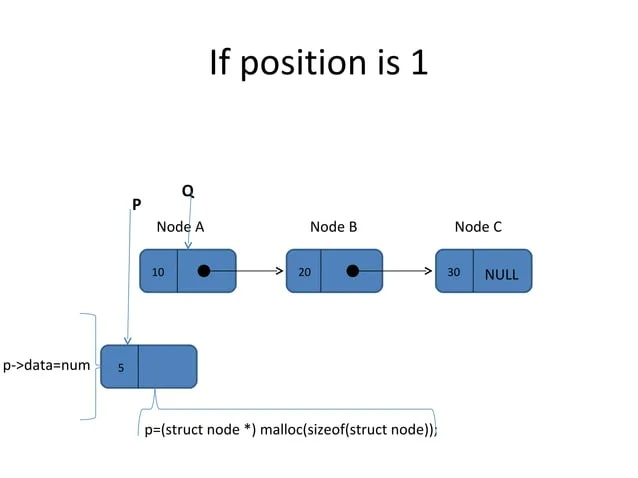 If position is 1
Q
P
Node A
Node B
Node C
10
20
30
NULL
p->data=num
5
p=(struct node *) malloc(sizeof(struct node));